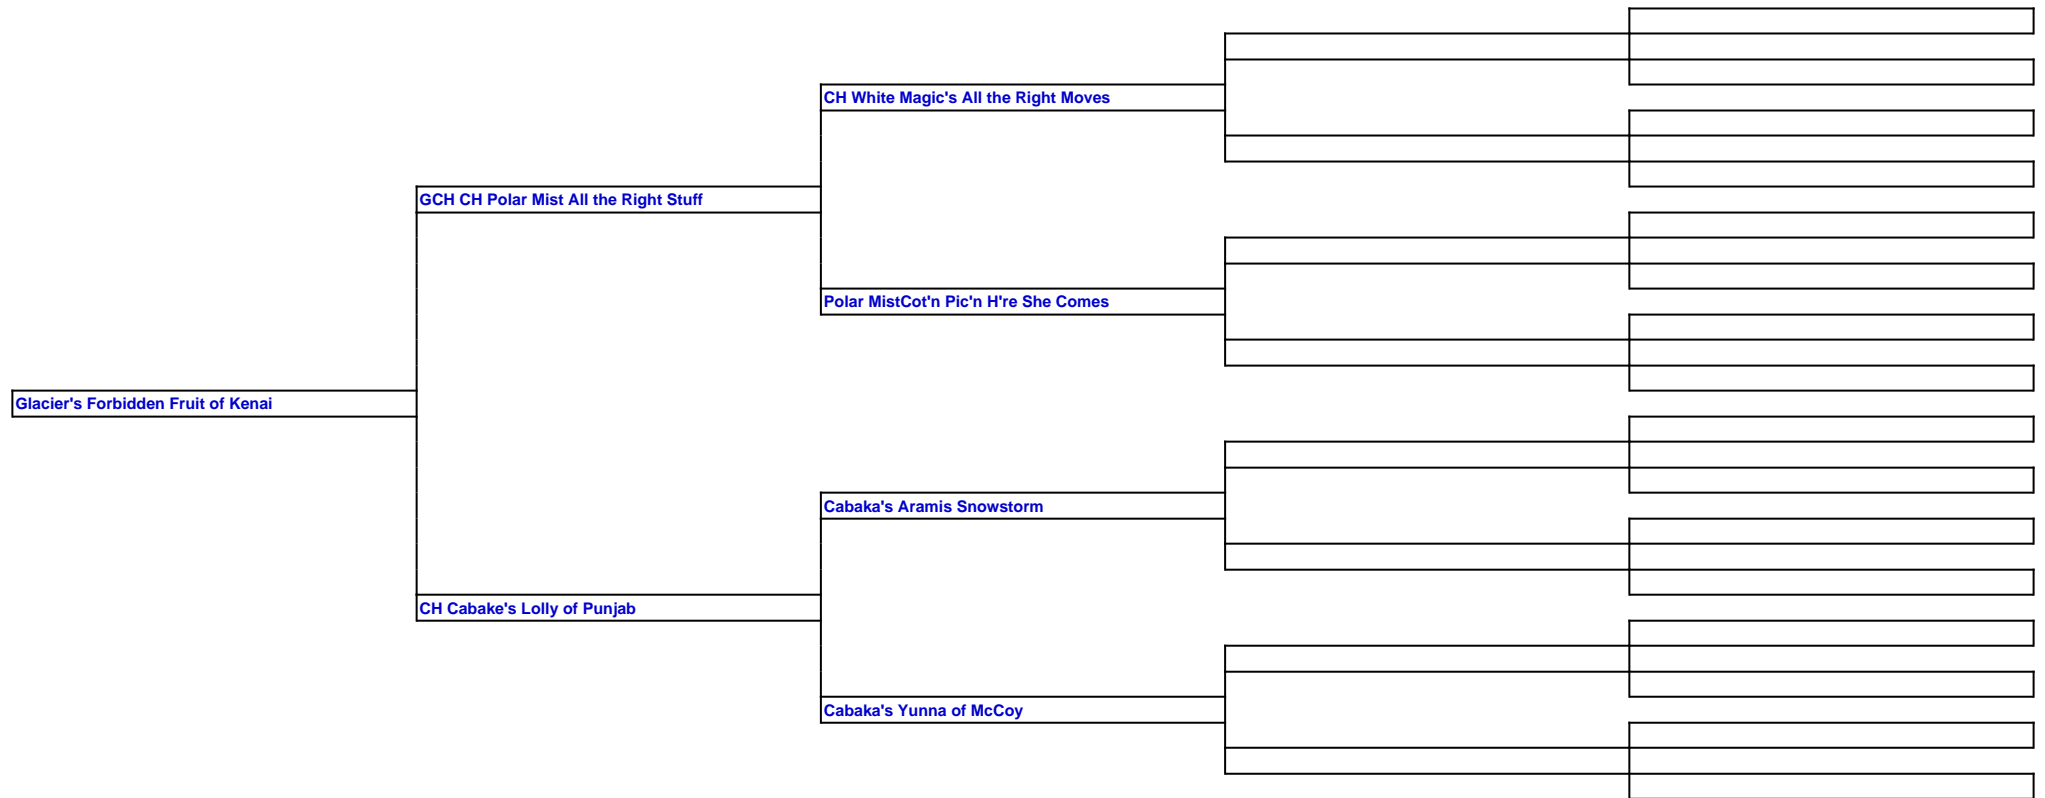 CH White Magic's All the Right Moves
GCH CH Polar Mist All the Right Stuff
Polar MistCot'n Pic'n H're She Comes
Glacier's Forbidden Fruit of Kenai
Cabaka's Aramis Snowstorm
CH Cabake's Lolly of Punjab
Cabaka's Yunna of McCoy